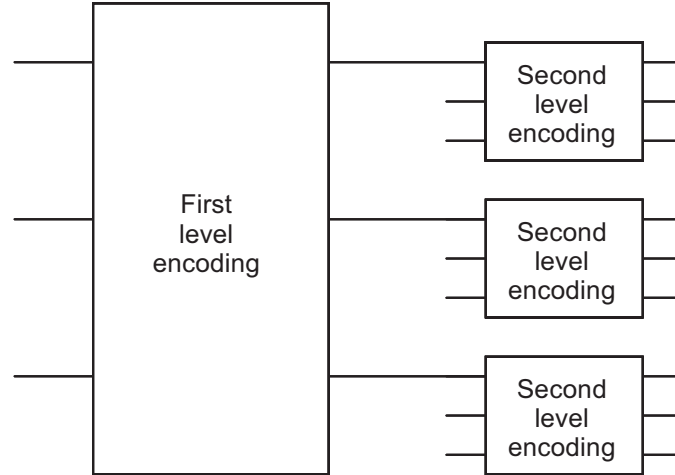 Second
level
encoding
First
level
encoding
Second
level
encoding
Second
level
encoding